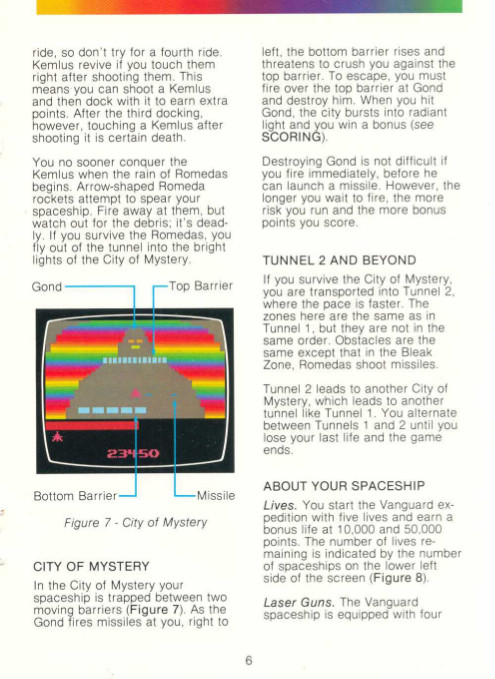 ride, so don't try for a fourth ride.
Kemlus revive if you touch them
right after shooting them. This
means you can shoot a Kemlus
and then dock with it to earn extra
points. After the third docking,
however, touching a Kemlus after
shooting it is certain death.
You no sooner conquer the
Kemlus when the rain of Romedas
begins. Arrow-shaped Romeda
rockets attempt to spear your
spaceship. Fire away at them, but
watch out for the debris; it's dead-
ly. If you survive the Romedas, you
fly out of the tunnel into the bright
lights of the City of Mystery.
Gond
Top Barrier
23450
Bottom Barrier
Missile
Figure 7 - City of Mystery
CITY OF MYSTERY
In the City of Mystery your
spaceship is trapped between two
moving barriers (Figure 7). As the
Gond fires missiles at you, right to
left, the bottom barrier rises and
threatens to crush you against the
top barrier. To escape, you must
fire over the top barrier at Gond
and destroy him. When you hit
Gond, the city bursts into radiant
light and you win a bonus (see
SCORING).
Destroying Gond is not difficult if
you fire immediately, before he
can launch a missile. However, the
longer you wait to fire, the more
risk you run and the more bonus
points you score.
TUNNEL 2 AND BEYOND
If you survive the City of Mystery,
you are transported into Tunnel 2,
where the pace is faster. The
zones here are the same as in
Tunnel 1, but they are not in the
same order. Obstacles are the
same except that in the Bleak
Zone, Romedas shoot missiles.
Tunnel 2 leads to another City of
Mystery, which leads to another
tunnel like Tunnel 1. You alternate
between Tunnels 1 and 2 until you
lose your last life and the game
ends.
ABOUT YOUR SPACESHIP
Lives. You start the Vanguard ex-
pedition with five lives and earn a
bonus life at 10,000 and 50,000
points. The number of lives re-
maining is indicated by the number
of spaceships on the lower left
side of the screen (Figure 8).
Laser Guns. The Vanguard
spaceship is equipped with four
6